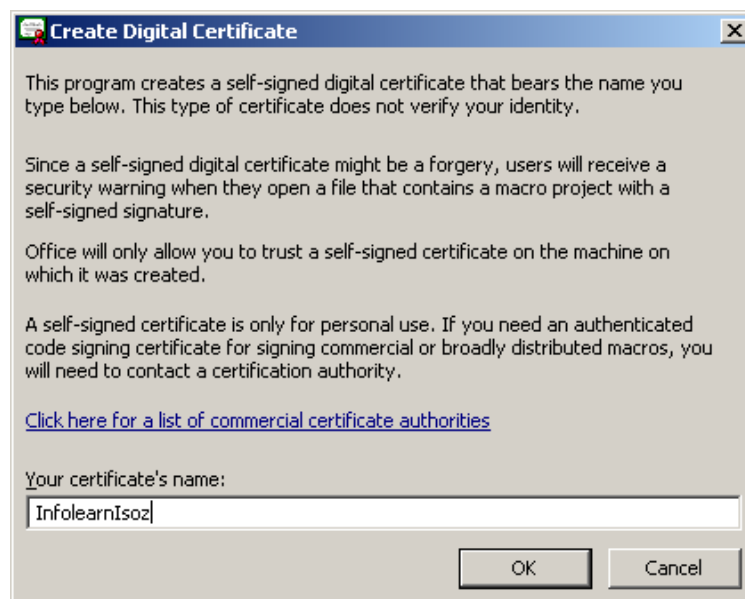 Create Digital Certificate
This program creates a self-signed digital certificate that bears the name you
type below. This type of certificate does not verify your identity.
Since a self-signed digital certificate might be a forgery, users will receive a
security warning when they open a file that contains a macro project with a
self-signed signature.
Office will only allow you to trust a self-signed certificate on the machine on
which it was created.
A self-signed certificate is only for personal use. If you need an authenticated
code signing certificate for signing commercial or broadly distributed macros, you
will need to contact a certification authority.
Click here for a list of commercial certificate authorities
Your certificate's name:
InfolearnIsoz
OK Cancel